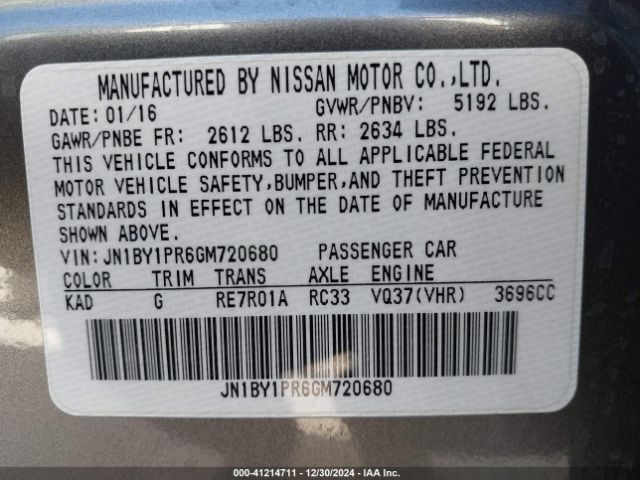 MANUFACTURED BY NISSAN MOTOR CO.,LTD.
DATE: 01/16 GVWR/PNBV: 5192 LBS.
GAWR/PNBE FR: 2612 LBS. RR: 2634 LBS.
THIS VEHICLE CONFORMS TO ALL APPLICABLE FEDERAL
MOTOR VEHICLE SAFETY,BUMPER,AND THEFT PREVENTION
STANDARDS IN EFFECT ON THE DATE OF MANUFACTURE
SHOWN ABOVE.
VIN: JN1BY1PR6GM720680 PASSENGER CAR
COLOR TRIM TRANS AXLE ENGINE
KAD G RE7R01A RC33 VQ37(VHR) 3696CC
JN1BY1PR6GM720680
000-41214711 - 12/30/2024 - IAA Inc.